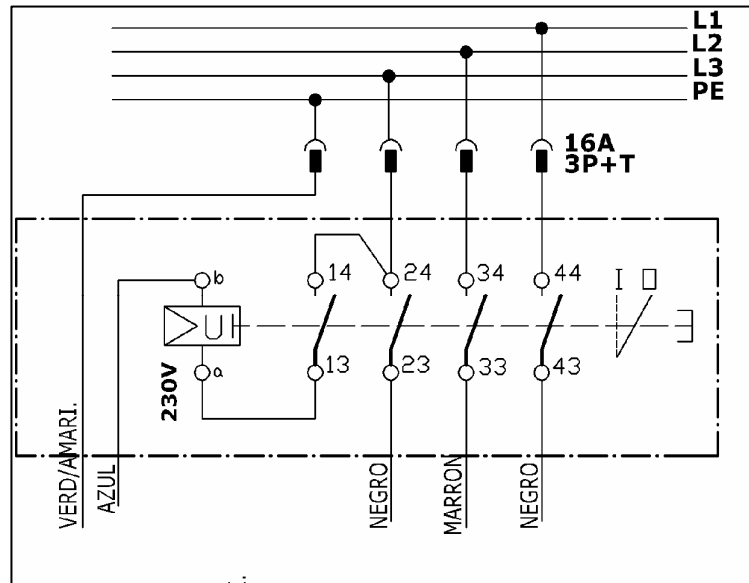 L1
L2
L3
PE
16A
3P+T
14
24
34
44
I
b
U
a
13
23
33
43
230V
VERD/AMARI.
AZUL
NEGRO
MARRON
NEGRO